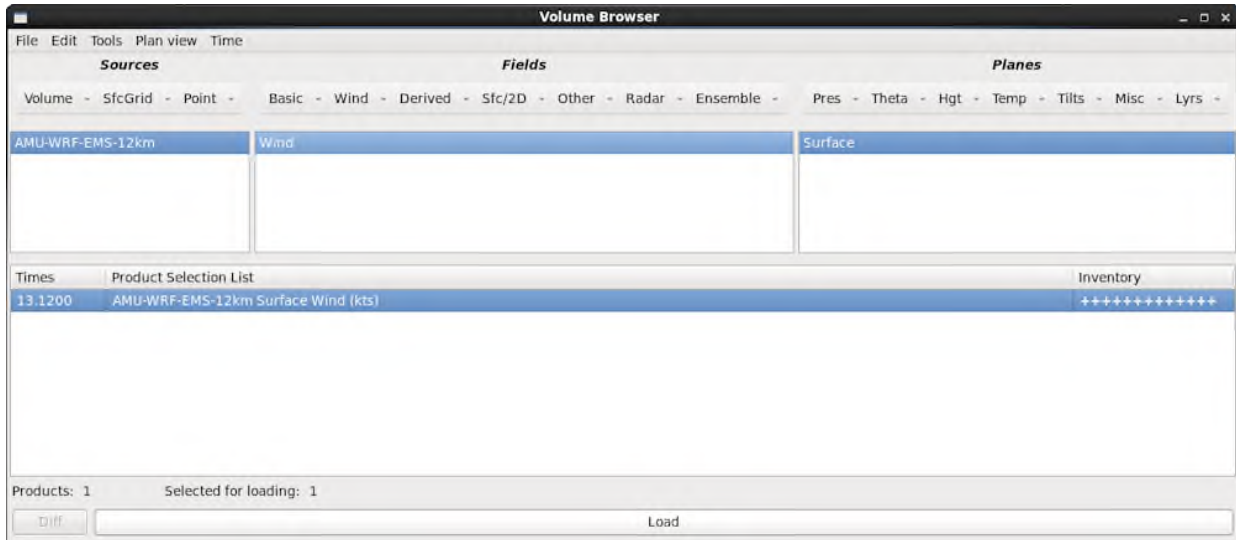 Volume Browser
File Edit Tools Plan view Time
Sources Fields Planes
Volume SfcGrid Point Basic Wind Derived Sfc/2D Other Radar Ensemble Pres Theta Hgt Temp Tilts Misc Lyrs
AMU-WRF-EMS-12km Wind Surface
Times Product Selection List Inventory
13.1200 AMU-WRF-EMS-12km Surface Wind (kts) +++++++++++++
Products: 1 Selected for loading: 1
Diff Load